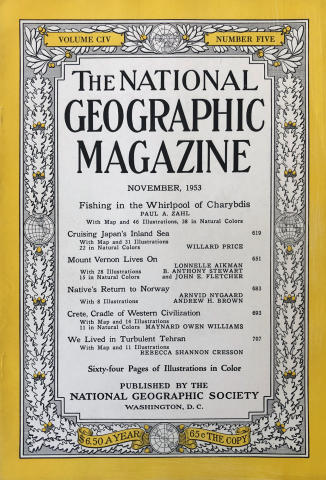 VOLUME CIV NUMBER FIVE
THE NATIONAL
GEOGRAPHIC
MAGAZINE
NOVEMBER, 1953
Fishing in the Whirlpool of Charybdis
PAUL A. ZAHL
With Map and 46 Illustrations, 38 in Natural Colors
Cruising Japan's Inland Sea 619
With Map and 31 Illustrations
22 in Natural Colors WILLARD PRICE
Mount Vernon Lives On 651
LONNELLE AIKMAN
With 28 Illustrations B. ANTHONY STEWART
15 in Natural Colors and JOHN E. FLETCHER
Native's Return to Norway 683
ARNVID NYGAARD
With 8 Illustrations ANDREW H. BROWN
Crete, Cradle of Western Civilization 693
With Map and 14 Illustrations
11 in Natural Colors MAYNARD OWEN WILLIAMS
We Lived in Turbulent Tehran 707
With Map and 11 Illustrations
REBECCA SHANNON CRESSON
Sixty-four Pages of Illustrations in Color
PUBLISHED BY THE
NATIONAL GEOGRAPHIC SOCIETY
WASHINGTON, D. C.
$6.50 A YEAR 65c THE COPY